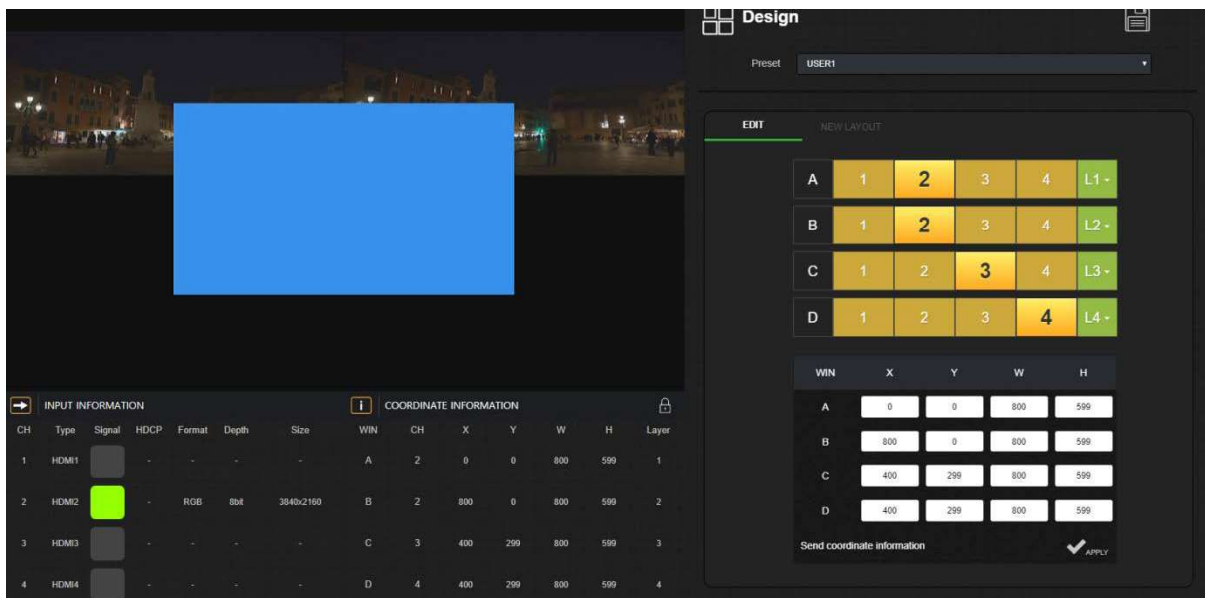 Design
Preset USER1
EDIT NEW LAYOUT
A 1 2 3 4 L1
B 1 2 3 4 L2
C 1 2 3 4 L3
D 1 2 3 4 L4
WIN X Y W H
A 0 0 800 599
B 800 0 800 599
C 400 299 800 599
D 400 299 800 599
Send coordinate information APPLY
INPUT INFORMATION
CH Type Signal HDCP Format Depth Size
1 HDMI1 - - - -
2 HDMI2 - RGB 8bit 3840x2160
3 HDMI3 - - - -
4 HDMI4 - - - -
i COORDINATE INFORMATION
WIN CH X Y W H Layer
A 2 0 0 800 599 1
B 2 800 0 800 599 2
C 3 400 299 800 599 3
D 4 400 299 800 599 4